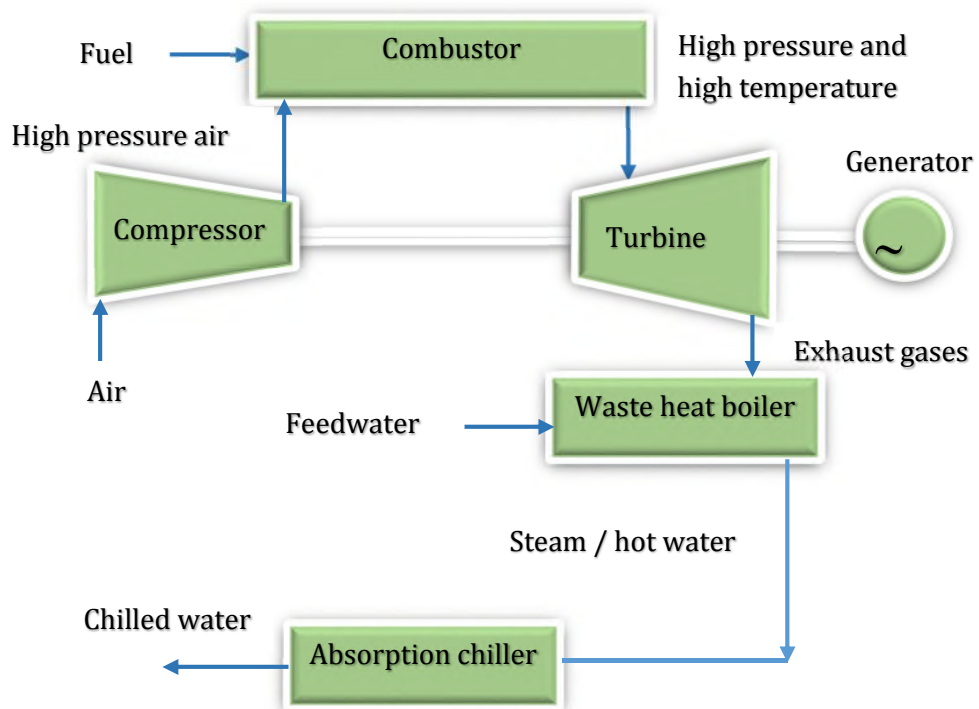 Fuel
Combustor
High pressure and
high temperature
High pressure air
Generator
Compressor
Turbine
~
Air
Exhaust gases
Waste heat boiler
Feedwater
Steam / hot water
Chilled water
Absorption chiller